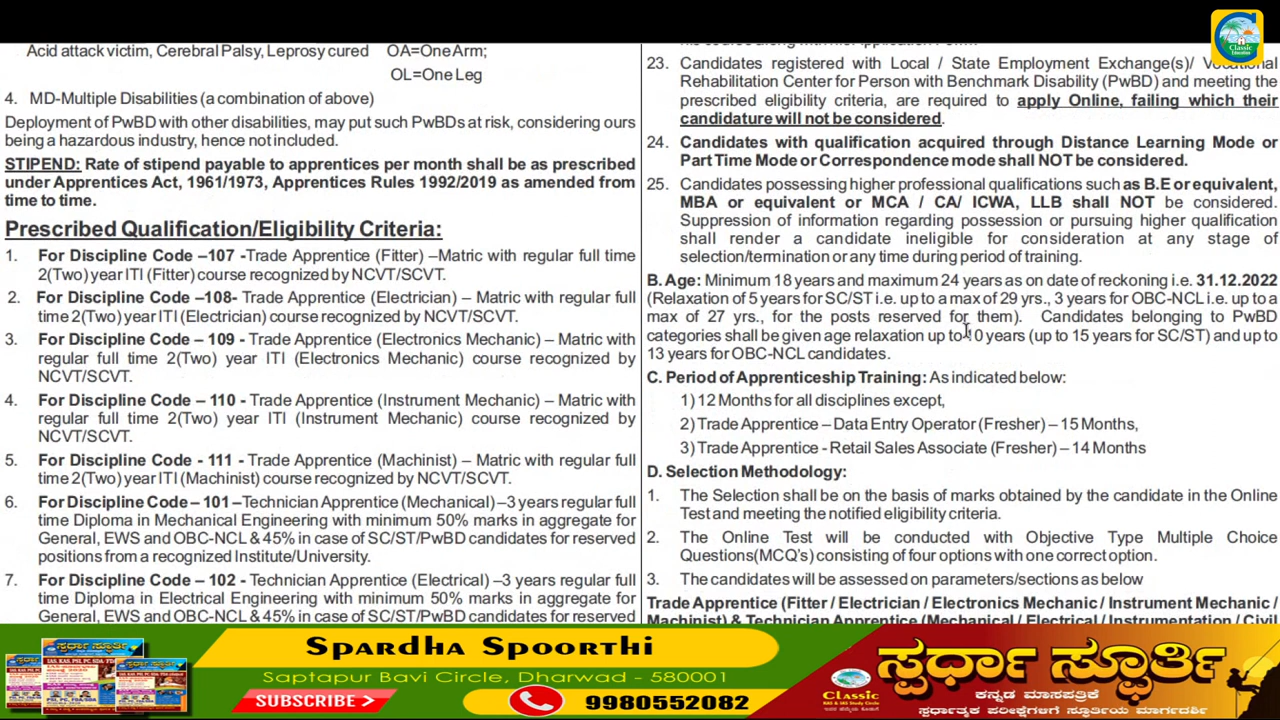 Acid attack victim, Cerebral Palsy, Leprosy cured OA=One Arm;
OL=One Leg
4. MD-Multiple Disabilities (a combination of above)
Deployment of PwBD with other disabilities, may put such PwBDs at risk, considering ours
being a hazardous industry, hence not included.
STIPEND: Rate of stipend payable to apprentices per month shall be as prescribed
under Apprentices Act, 1961/1973, Apprentices Rules 1992/2019 as amended from
time to time.
Prescribed Qualification/Eligibility Criteria:
1. For Discipline Code –107 -Trade Apprentice (Fitter) –Matric with regular full time
2(Two) year ITI (Fitter) course recognized by NCVT/SCVT.
2. For Discipline Code –108- Trade Apprentice (Electrician) – Matric with regular full
time 2(Two) year ITI (Electrician) course recognized by NCVT/SCVT.
3. For Discipline Code – 109 - Trade Apprentice (Electronics Mechanic) – Matric with
regular full time 2(Two) year ITI (Electronics Mechanic) course recognized by
NCVT/SCVT.
4. For Discipline Code – 110 - Trade Apprentice (Instrument Mechanic) – Matric with
regular full time 2(Two) year ITI (Instrument Mechanic) course recognized by
NCVT/SCVT.
5. For Discipline Code - 111 - Trade Apprentice (Machinist) – Matric with regular full
time 2(Two) year ITI (Machinist) course recognized by NCVT/SCVT.
6. For Discipline Code – 101 –Technician Apprentice (Mechanical) –3 years regular full
time Diploma in Mechanical Engineering with minimum 50% marks in aggregate for
General, EWS and OBC-NCL & 45% in case of SC/ST/PwBD candidates for reserved
positions from a recognized Institute/University.
7. For Discipline Code – 102 - Technician Apprentice (Electrical) –3 years regular full
time Diploma in Electrical Engineering with minimum 50% marks in aggregate for
General, EWS and OBC-NCL & 45% in case of SC/ST/PwBD candidates for reserved
23. Candidates registered with Local / State Employment Exchange(s)/ Vocational
Rehabilitation Center for Person with Benchmark Disability (PwBD) and meeting the
prescribed eligibility criteria, are required to apply Online, failing which their
candidature will not be considered.
24. Candidates with qualification acquired through Distance Learning Mode or
Part Time Mode or Correspondence mode shall NOT be considered.
25. Candidates possessing higher professional qualifications such as B.E or equivalent,
MBA or equivalent or MCA / CA/ ICWA, LLB shall NOT be considered.
Suppression of information regarding possession or pursuing higher qualification
shall render a candidate ineligible for consideration at any stage of
selection/termination or any time during period of training.
B. Age: Minimum 18 years and maximum 24 years as on date of reckoning i.e. 31.12.2022
(Relaxation of 5 years for SC/ST i.e. up to a max of 29 yrs., 3 years for OBC-NCL i.e. up to a
max of 27 yrs., for the posts reserved for them). Candidates belonging to PwBD
categories shall be given age relaxation up to 10 years (up to 15 years for SC/ST) and up to
13 years for OBC-NCL candidates.
C. Period of Apprenticeship Training: As indicated below:
1) 12 Months for all disciplines except,
2) Trade Apprentice – Data Entry Operator (Fresher) – 15 Months,
3) Trade Apprentice - Retail Sales Associate (Fresher) – 14 Months
D. Selection Methodology:
1. The Selection shall be on the basis of marks obtained by the candidate in the Online
Test and meeting the notified eligibility criteria.
2. The Online Test will be conducted with Objective Type Multiple Choice
Questions(MCQ's) consisting of four options with one correct option.
3. The candidates will be assessed on parameters/sections as below
Trade Apprentice (Fitter / Electrician / Electronics Mechanic / Instrument Mechanic /
Machinist) & Technician Apprentice (Mechanical / Electrical / Instrumentation / Civil
Classic
Education
Spardha Spoorthi
Saptapur Bavi Circle, Dharwad - 580001
SUBSCRIBE
9980552082
Classic
ಸ್ಪರ್ಧಾ ಸ್ಫೂರ್ತಿ
ಕನ್ನಡ ಮಾಸಪತ್ರಿಕೆ
ಸ್ಪರ್ಧಾತ್ಮಕ ಪರೀಕ್ಷೆಗಳಿಗೆ ಸ್ಫೂರ್ತಿಯ ಮಾರ್ಗದರ್ಶಿ